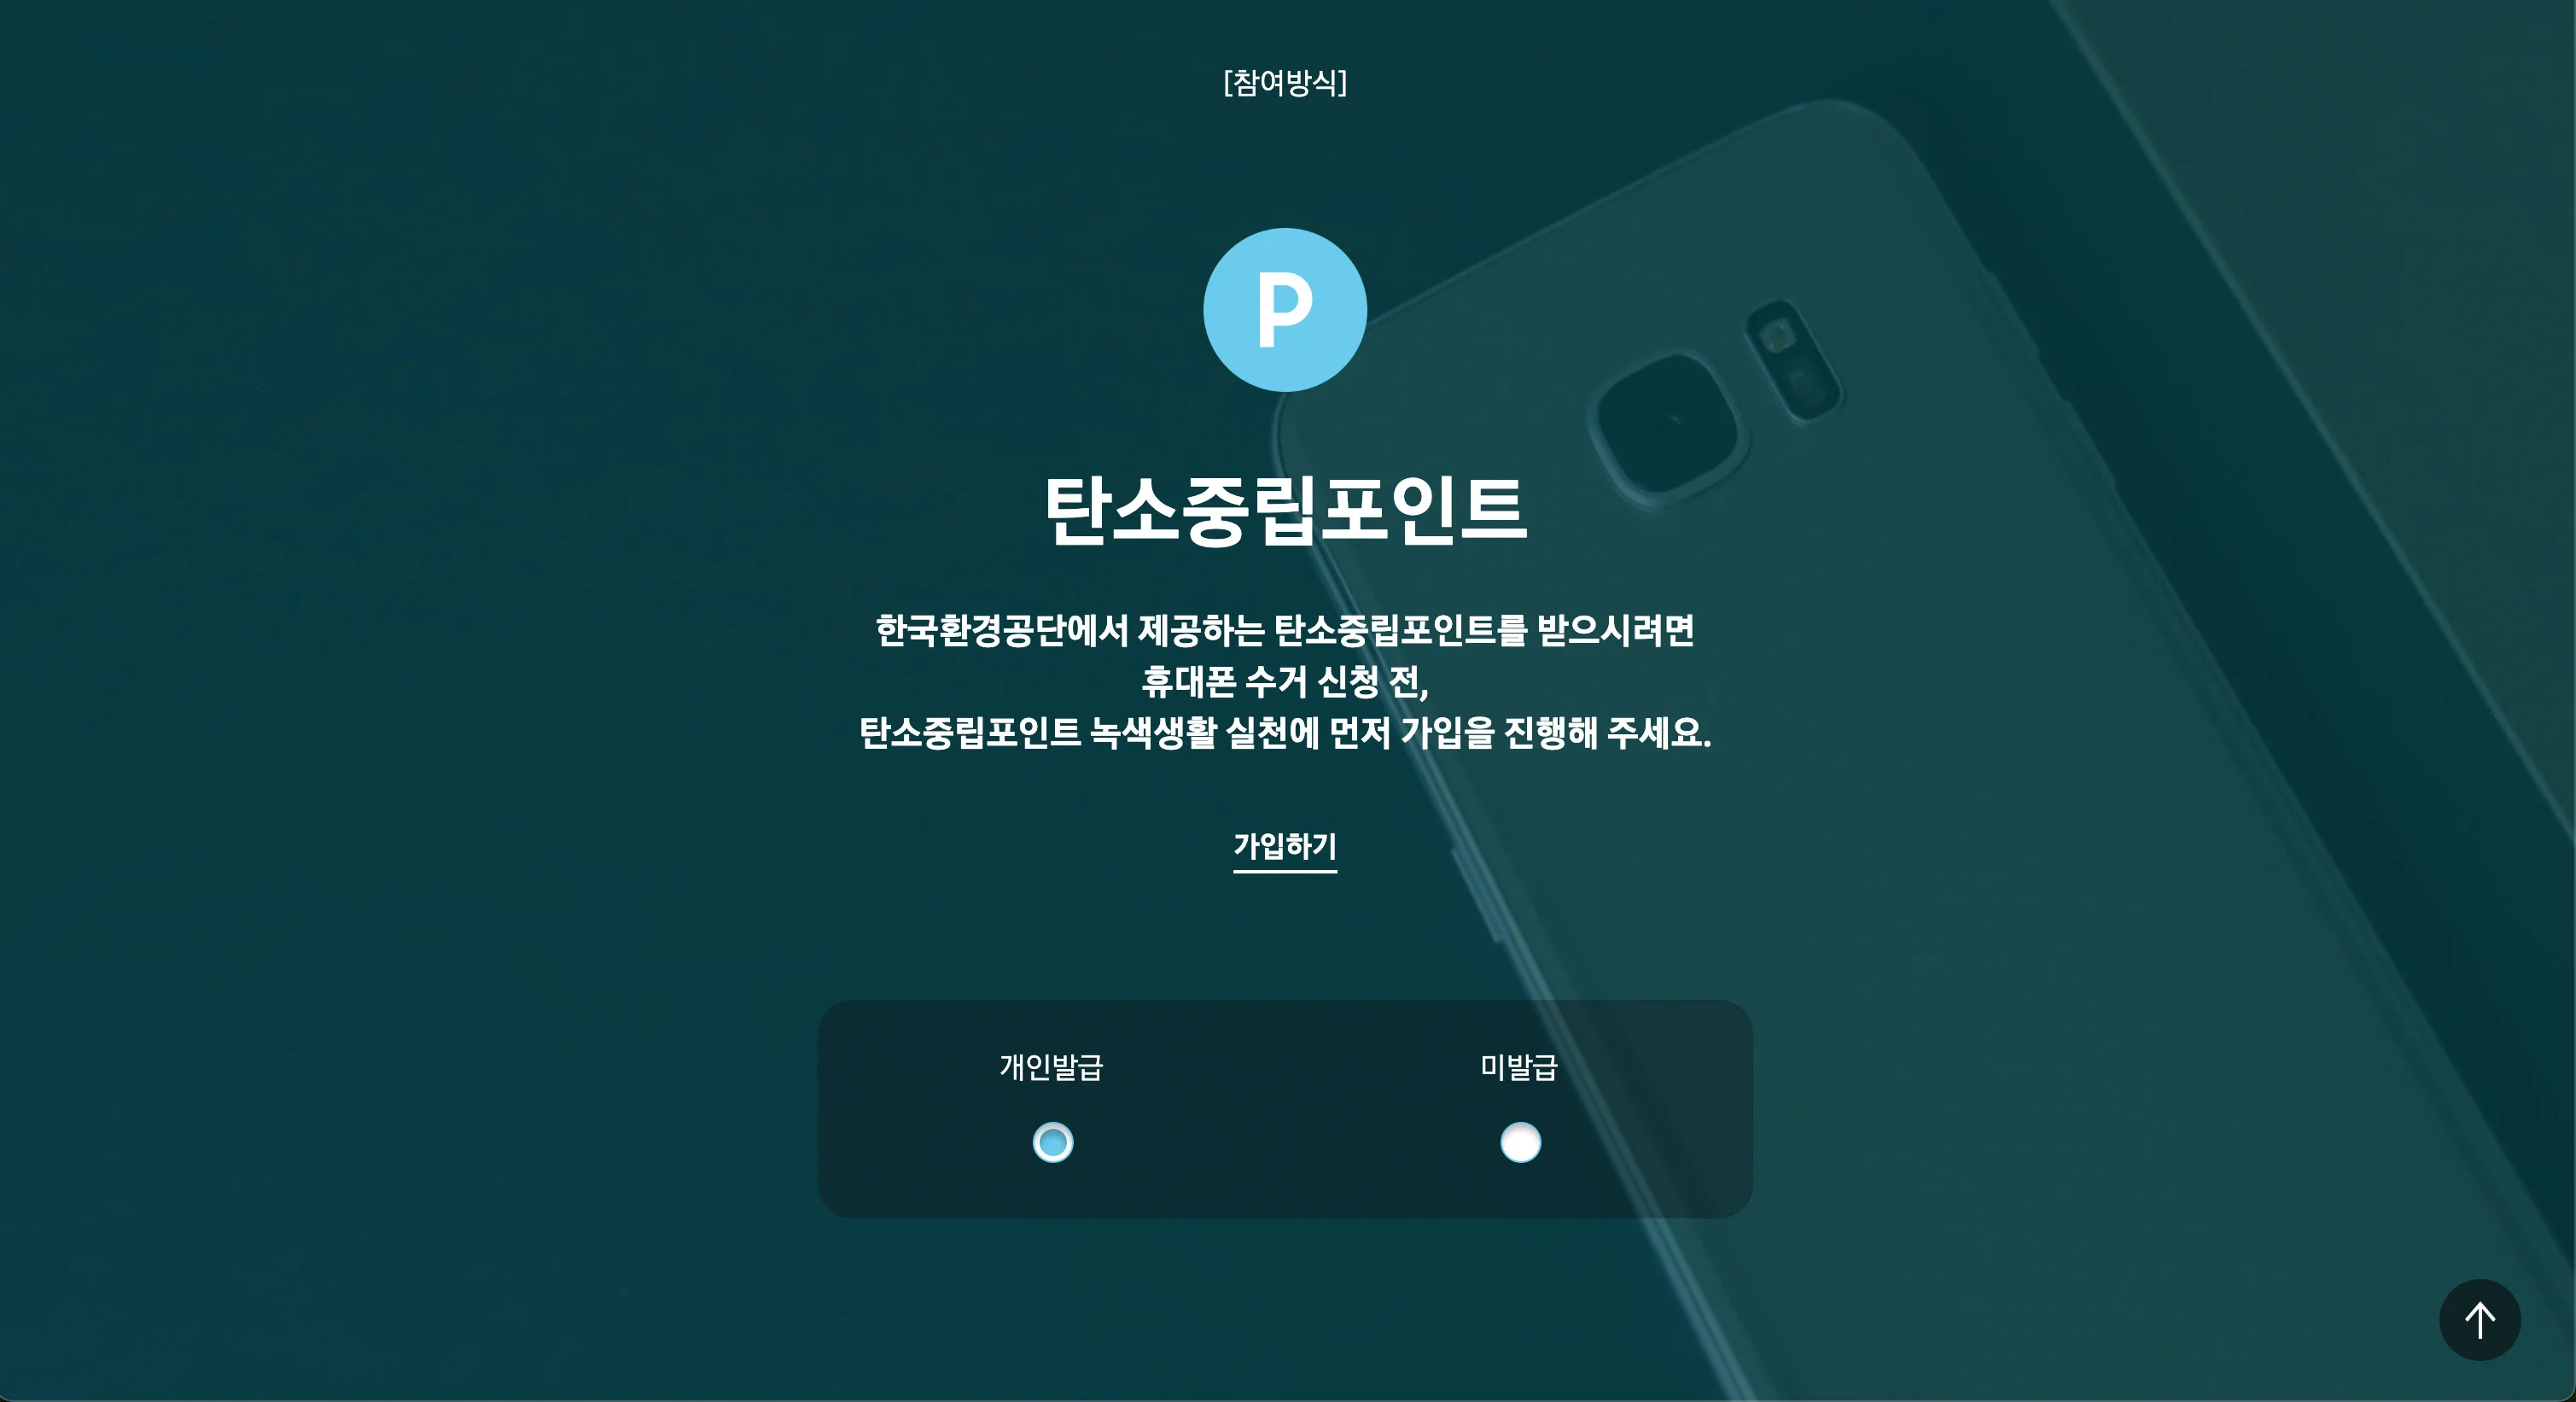 [참여방식]
P
탄소중립포인트
한국환경공단에서 제공하는 탄소중립포인트를 받으시려면
휴대폰 수거 신청 전,
탄소중립포인트 녹색생활 실천에 먼저 가입을 진행해 주세요.
가입하기
개인발급 미발급